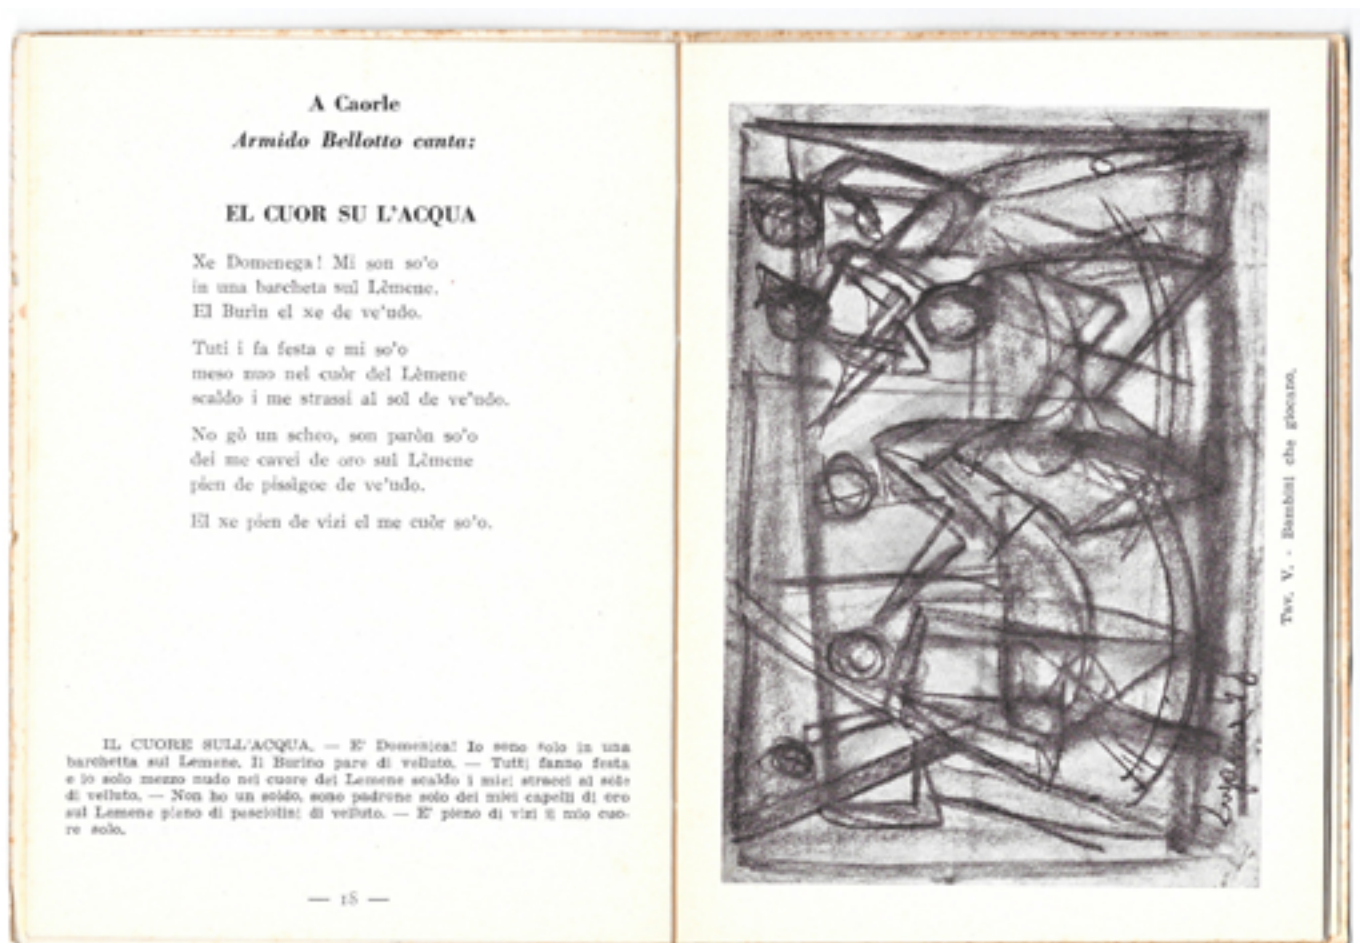 A Caorle
Armido Bellotto canta:
EL CUOR SU L'ACQUA
Xe Domenega! Mi son so'o
in una barcheta sul Lèmene.
El Burìn el xe de ve'udo.
Tuti i fa festa e mi so'o
meso nuo nel cuòr del Lèmene
scaldo i me strassi al sol de ve'udo.
No gò un scheo, son paròn so'o
dei me cavei de oro sul Lèmene
pien de pissigoe de ve'udo.
El xe pien de vizi el me cuòr so'o.
IL CUORE SULL'ACQUA. — E' Domenica! Io sono solo in una
barchetta sul Lemene. Il Burino pare di velluto. — Tutti fanno festa
e io solo mezzo nudo nel cuore del Lemene scaldo i miei stracci al sole
di velluto. — Non ho un soldo, sono padrone solo dei miei capelli di oro
sul Lemene pieno di pesciolini di velluto. — E' pieno di vizi il mio cuo-
re solo.
— 18 —
Tav. V. - Bambini che giocano.